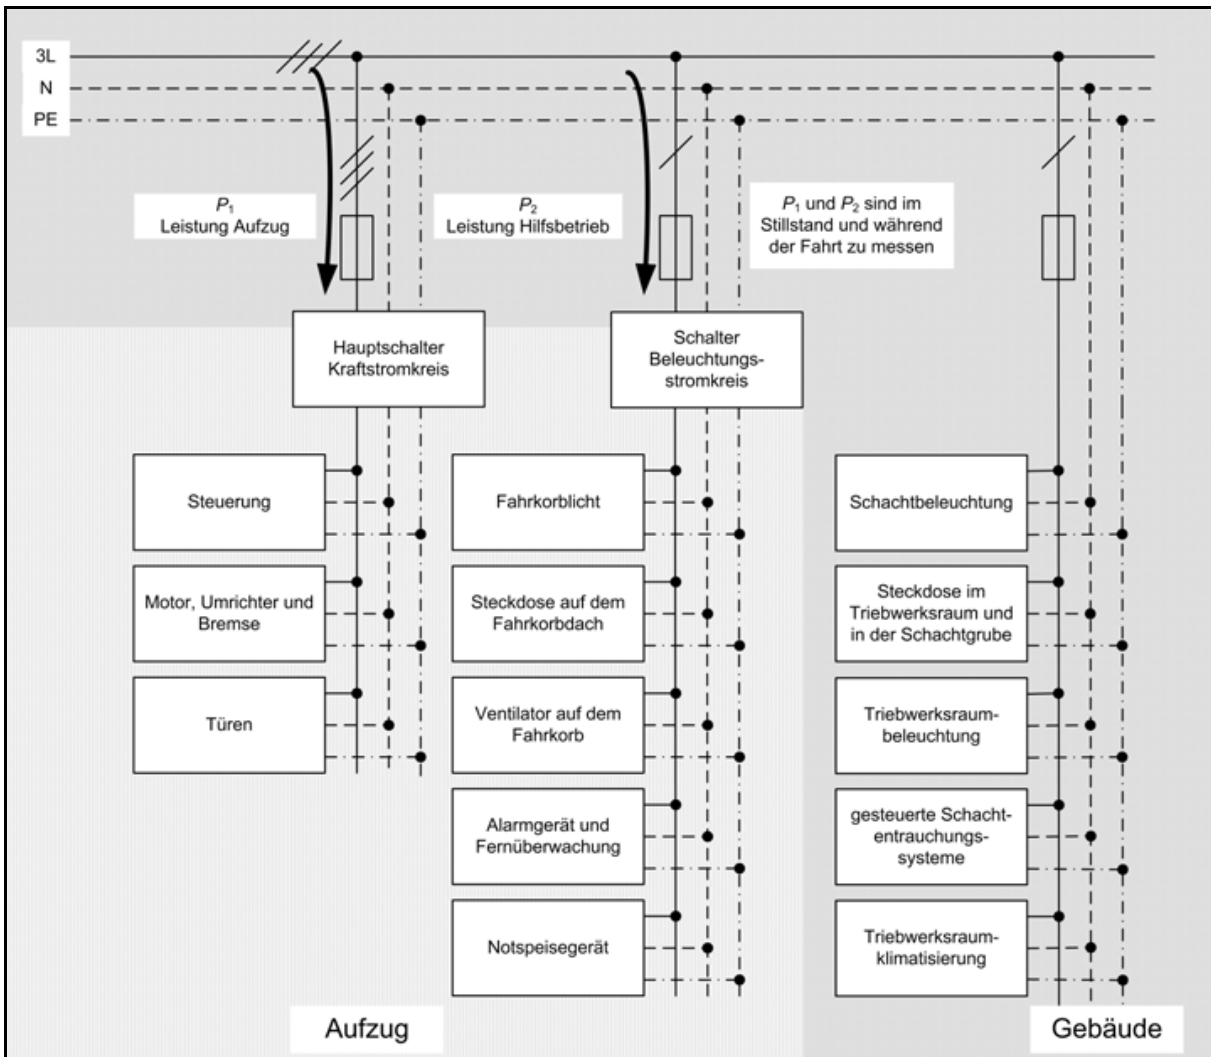 3L
N
PE
P1
Leistung Aufzug
P2
Leistung Hilfsbetrieb
P1 und P2 sind im
Stillstand und während
der Fahrt zu messen
Hauptschalter
Kraftstromkreis
Schalter
Beleuchtungs-
stromkreis
Steuerung
Motor, Umrichter und
Bremse
Türen
Fahrkorblicht
Steckdose auf dem
Fahrkorbdach
Ventilator auf dem
Fahrkorb
Alarmgerät und
Fernüberwachung
Notspeisegerät
Schachtbeleuchtung
Steckdose im
Triebwerksraum und
in der Schachtgrube
Triebwerksraum-
beleuchtung
gesteuerte Schacht-
entrauchungs-
systeme
Triebwerksraum-
klimatisierung
Aufzug
Gebäude